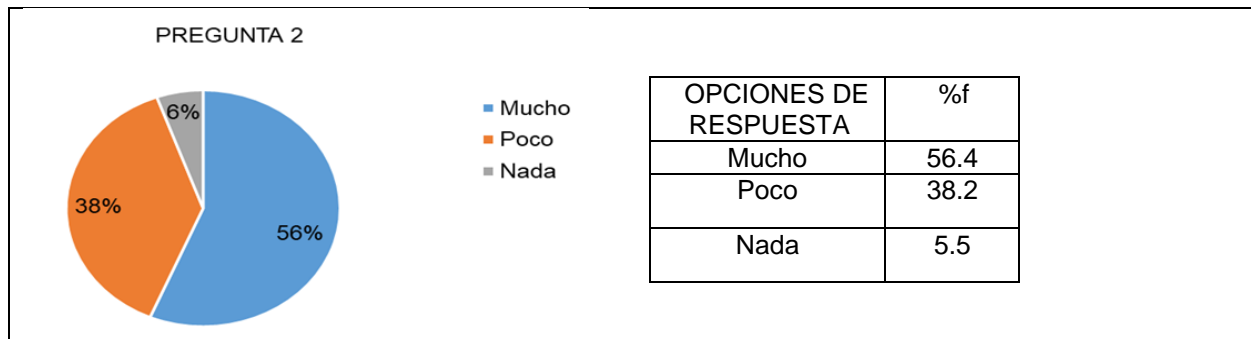 PREGUNTA 2
6%
38%
56%
Mucho
Poco
Nada
OPCIONES DE RESPUESTA %f
Mucho 56.4
Poco 38.2
Nada 5.5